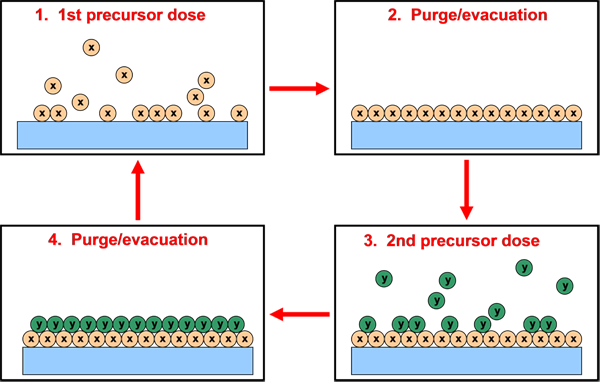 1. 1st precursor dose
x
x
x
x
x
x
x x x x x x x x
2. Purge/evacuation
x x x x x x x x x x x x x x
3. 2nd precursor dose
y
y
y
y
y
y
y y y y y y y
x x x x x x x x x x x x x x
4. Purge/evacuation
y y y y y y y y y y y y y
x x x x x x x x x x x x x x